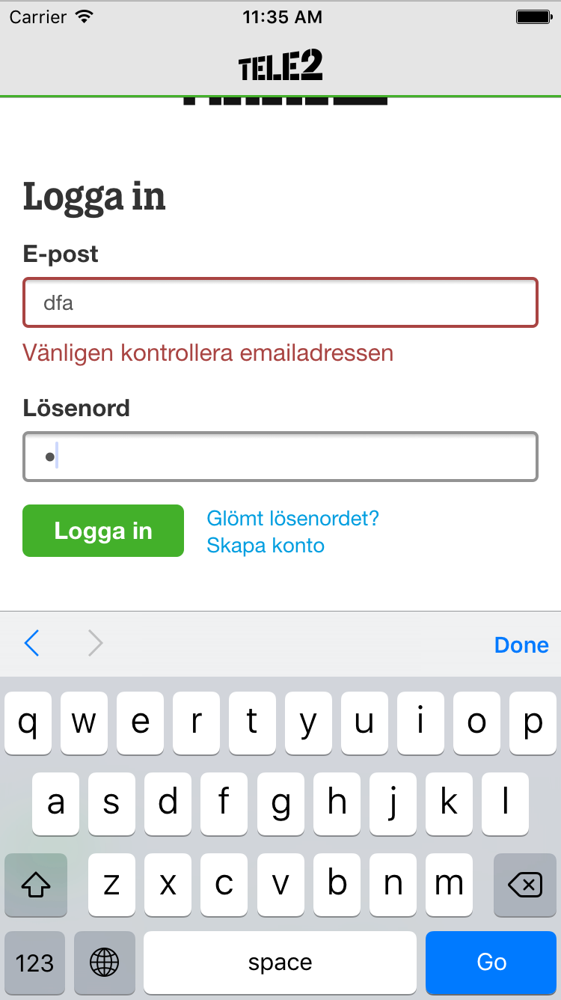 Carrier 11:35 AM
TELE2
Logga in
E-post
dfa
Vänligen kontrollera emailadressen
Lösenord
Logga in
Glömt lösenordet?
Skapa konto
Done
q w e r t y u i o p
a s d f g h j k l
z x c v b n m
123 space Go